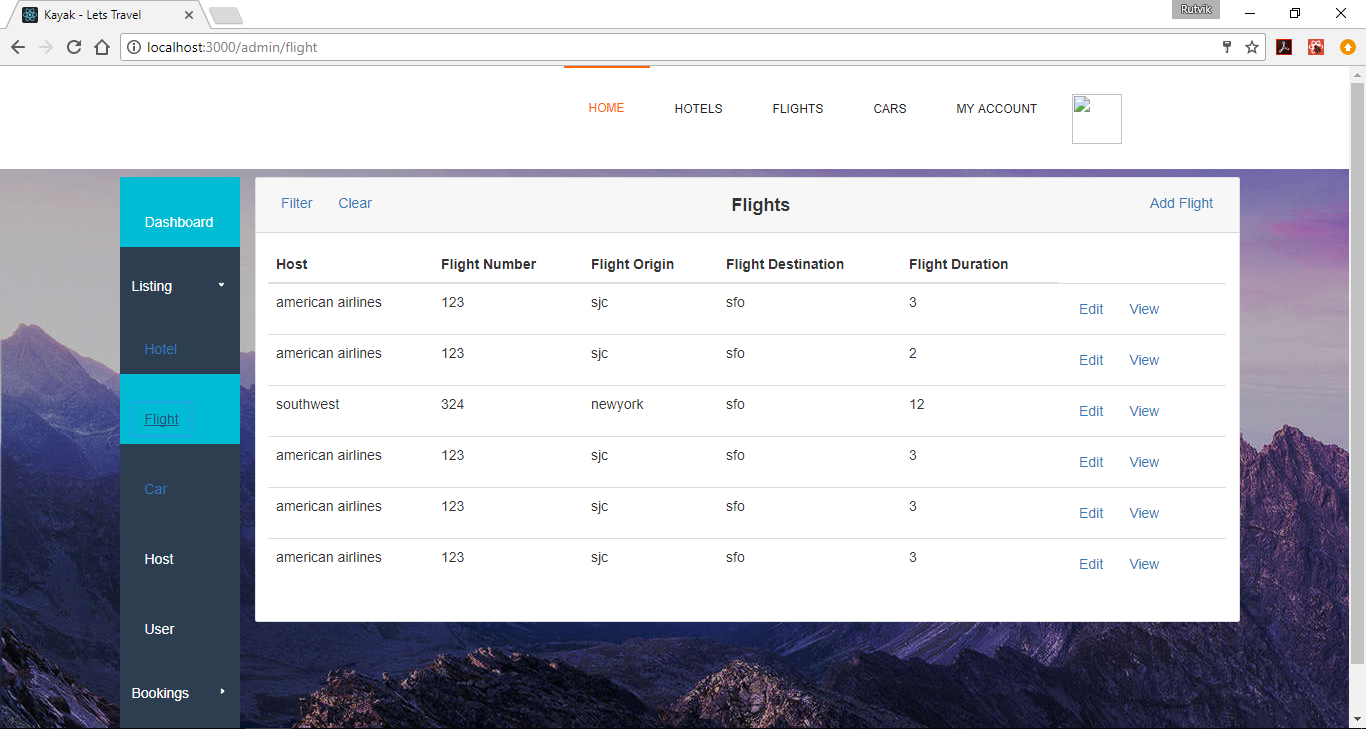 Kayak - Lets Travel
Rutvik
localhost:3000/admin/flight
HOME HOTELS FLIGHTS CARS MY ACCOUNT
Dashboard
Listing
Hotel
Flight
Car
Host
User
Bookings
Filter Clear Flights Add Flight
Host Flight Number Flight Origin Flight Destination Flight Duration
american airlines 123 sjc sfo 3 Edit View
american airlines 123 sjc sfo 2 Edit View
southwest 324 newyork sfo 12 Edit View
american airlines 123 sjc sfo 3 Edit View
american airlines 123 sjc sfo 3 Edit View
american airlines 123 sjc sfo 3 Edit View